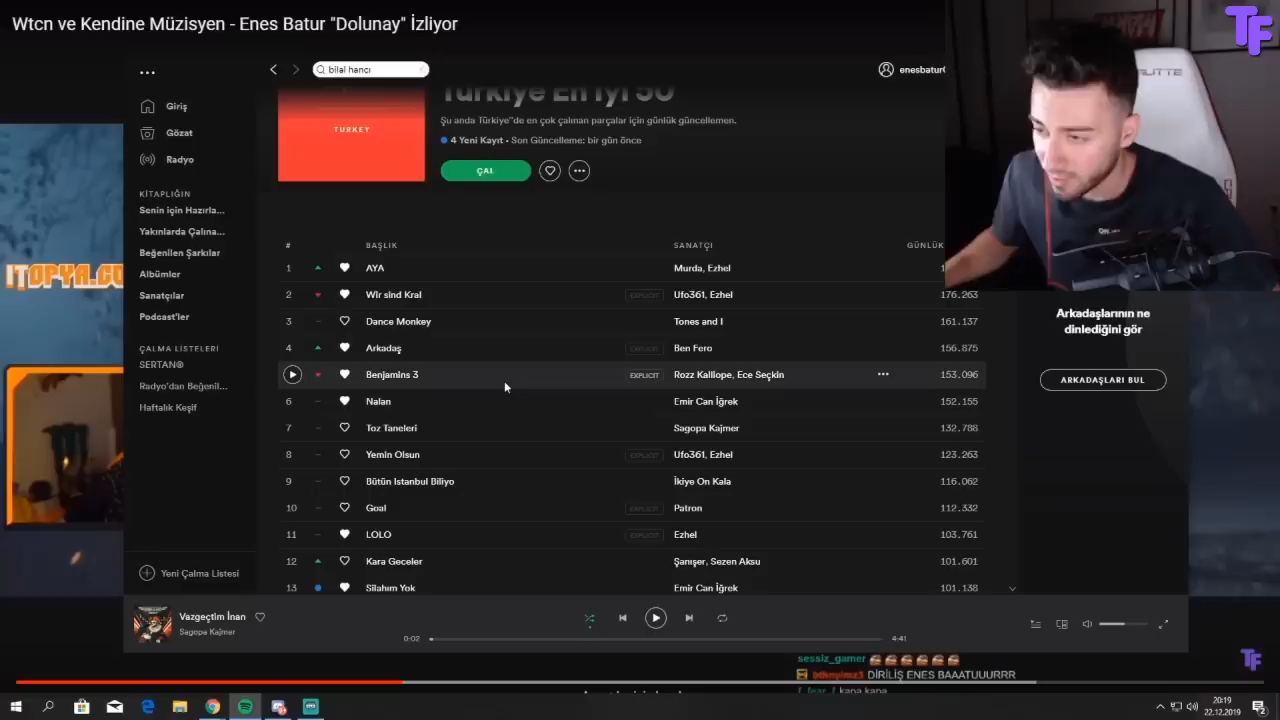 Wtcn ve Kendine Müzisyen - Enes Batur "Dolunay" İzliyor
TF
bilal hancı
enesbatur
Giriş
Gözat
Radyo
KİTAPLIĞIN
Senin için Hazırla...
Yakınlarda Çalına...
Beğenilen Şarkılar
Albümler
Sanatçılar
Podcast'ler
ÇALMA LİSTELERİ
SERTAN®
Radyo'dan Beğenil...
Haftalık Keşif
Yeni Çalma Listesi
TURKEY
Türkiye En İyi 50
Şu anda Türkiye'de en çok çalınan parçalar için günlük güncellemen.
4 Yeni Kayıt • Son Güncelleme: bir gün önce
ÇAL
# BAŞLIK SANATÇI GÜNLÜK
1 AYA Murda, Ezhel
2 Wir sind Kral EXPLICIT Ufo361, Ezhel 176.263
3 Dance Monkey Tones and I 161.137
4 Arkadaş EXPLICIT Ben Fero 156.875
Benjamins 3 EXPLICIT Rozz Kalliope, Ece Seçkin 153.096
6 Nalan Emir Can İğrek 152.155
7 Toz Taneleri Sagopa Kajmer 132.788
8 Yemin Olsun EXPLICIT Ufo361, Ezhel 123.263
9 Bütün İstanbul Biliyo İkiye On Kala 116.062
10 Goal EXPLICIT Patron 112.332
11 LOLO EXPLICIT Ezhel 103.761
12 Kara Geceler Şanışer, Sezen Aksu 101.601
13 Silahım Yok Emir Can İğrek 101.138
Arkadaşlarının ne
dinlediğini gör
ARKADAŞLARI BUL
ITOPYA.CO
Vazgeçtim İnan
Sagopa Kajmer
0:02
4:41
sessiz_gamer
DİRİLİŞ ENES BAAATUUURRR
TF
20:19
22.12.2019
2